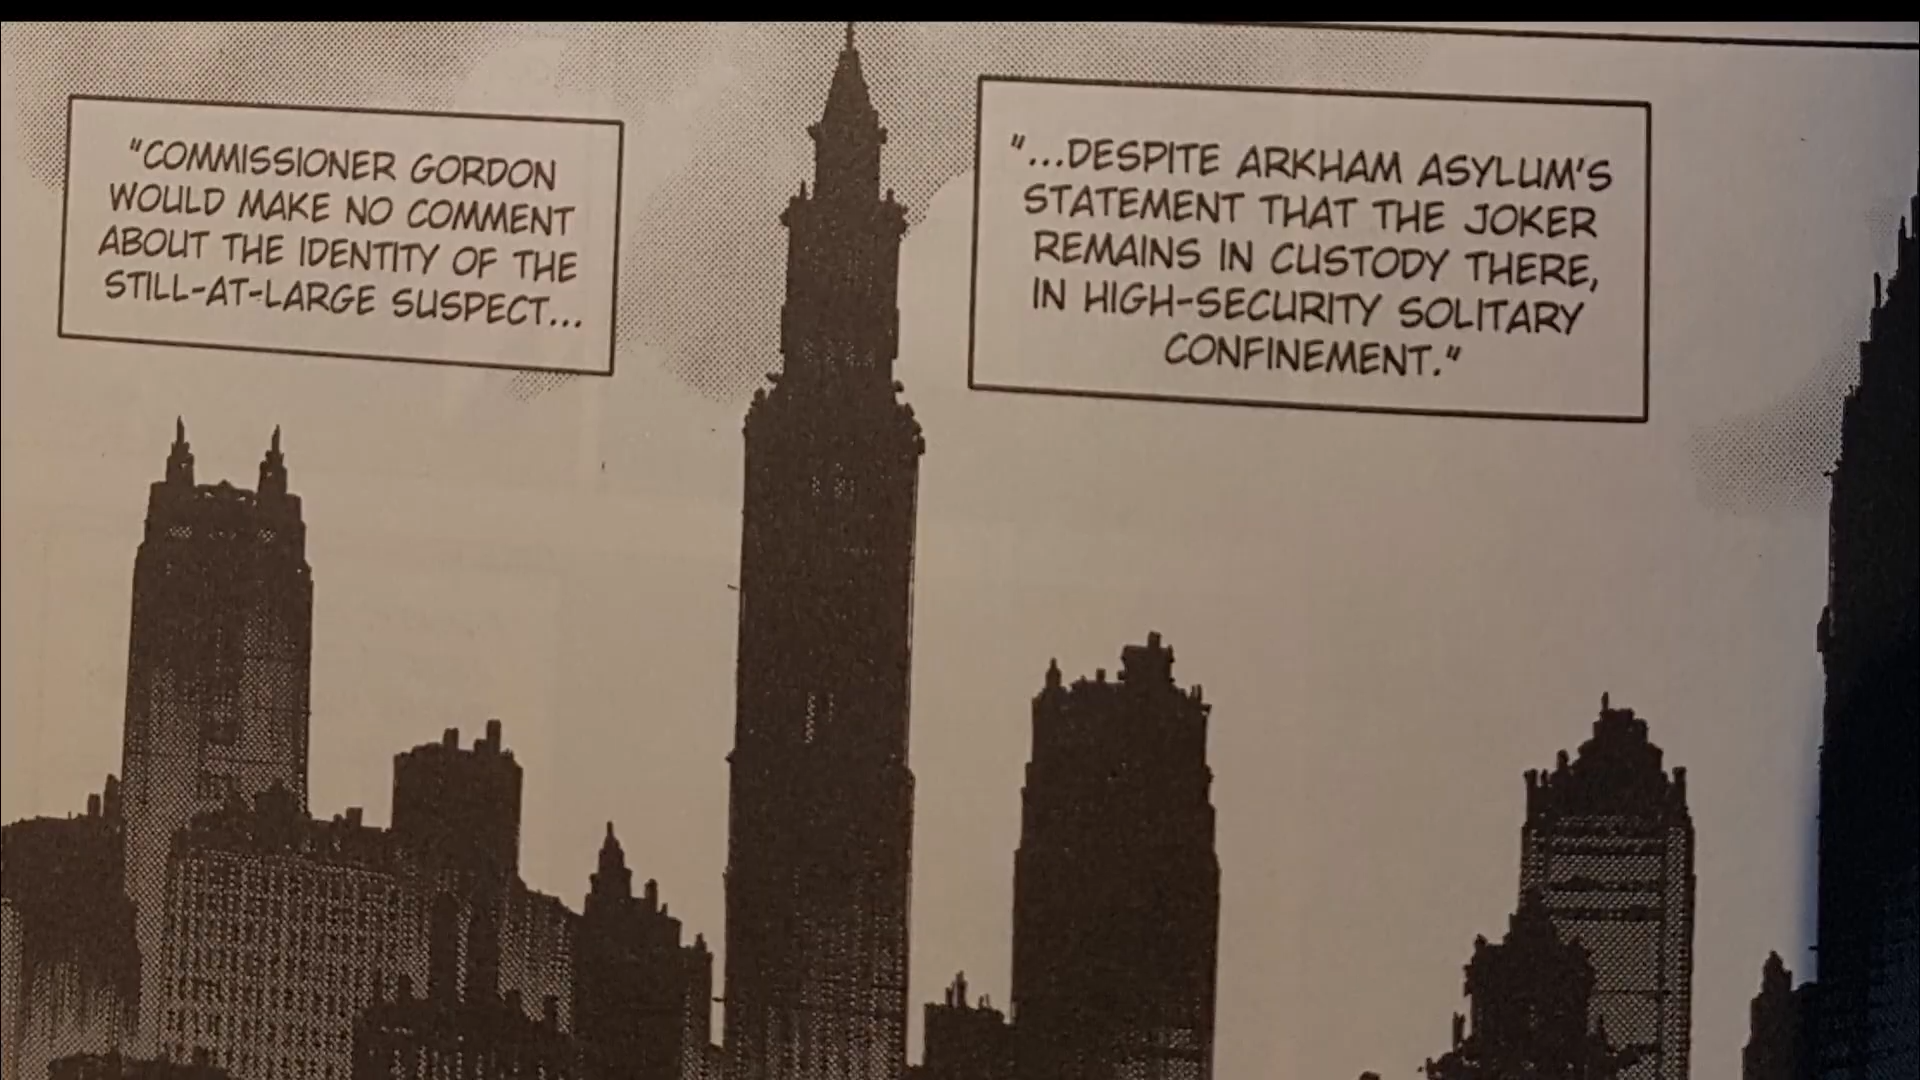 "COMMISSIONER GORDON
WOULD MAKE NO COMMENT
ABOUT THE IDENTITY OF THE
STILL-AT-LARGE SUSPECT...
"...DESPITE ARKHAM ASYLUM'S
STATEMENT THAT THE JOKER
REMAINS IN CUSTODY THERE,
IN HIGH-SECURITY SOLITARY
CONFINEMENT."